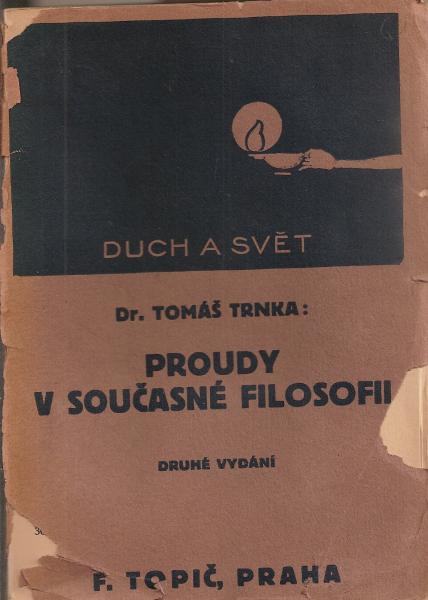 DUCH A SVĚT
Dr. TOMÁŠ TRNKA:
PROUDY
V SOUČASNÉ FILOSOFII
DRUHÉ VYDÁNÍ
F. TOPIČ, PRAHA